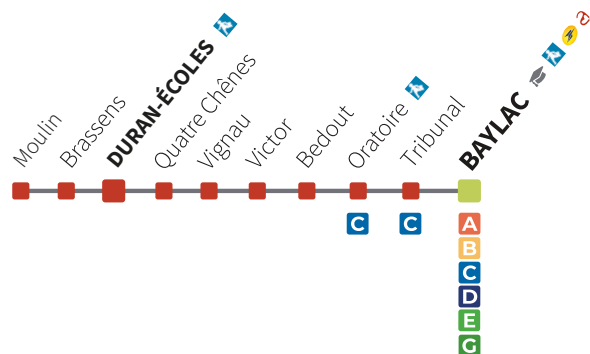 Moulin
Brassens
DURAN-ÉCOLES
Quatre Chênes
Vignau
Victor
Bedout
Oratoire
Tribunal
BAYLAC
C
C
A
B
C
D
E
G